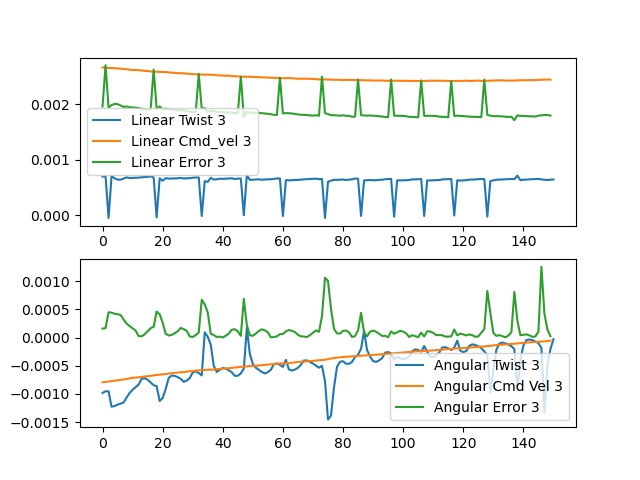 0.002
0.001
0.000
Linear Twist 3
Linear Cmd_vel 3
Linear Error 3
0 20 40 60 80 100 120 140
0.0010
0.0005
0.0000
−0.0005
−0.0010
−0.0015
Angular Twist 3
Angular Cmd Vel 3
Angular Error 3
0 20 40 60 80 100 120 140